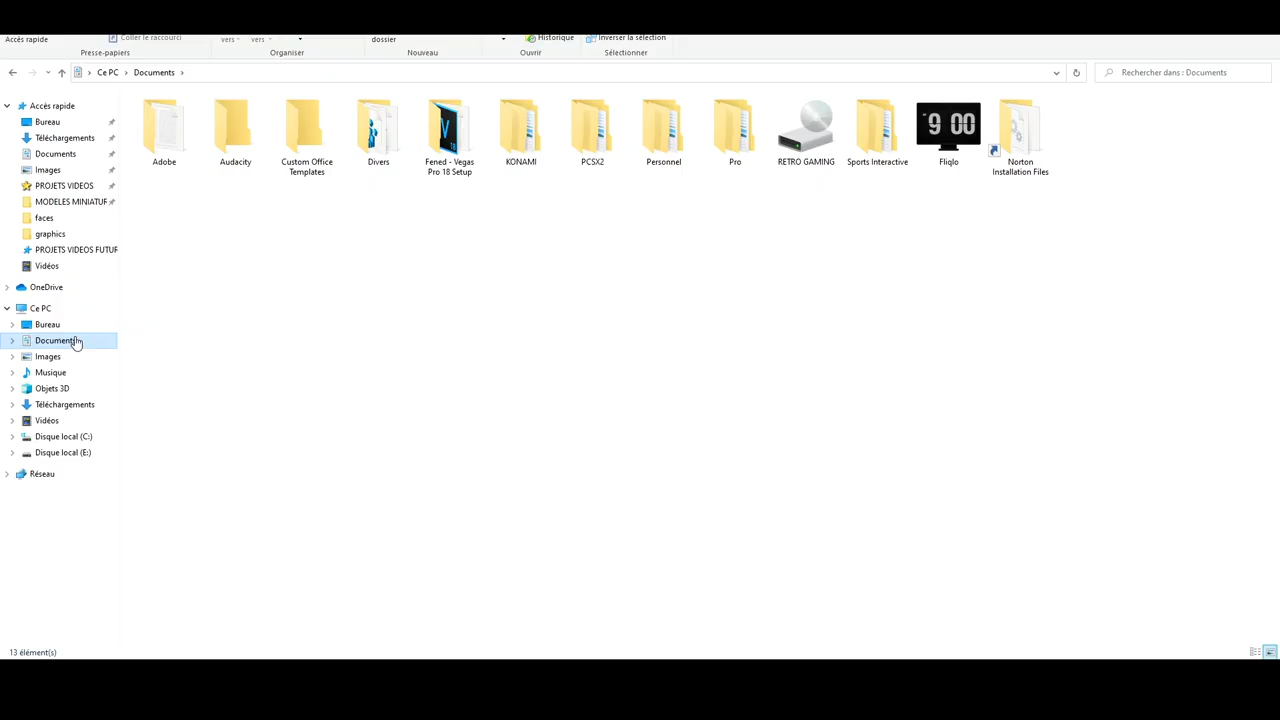 Accès rapide
Coller le raccourci
vers
vers
dossier
Historique
Inverser la sélection
Presse-papiers
Organiser
Nouveau
Ouvrir
Sélectionner
Ce PC
Documents
Rechercher dans : Documents
Accès rapide
Bureau
Téléchargements
Documents
Images
PROJETS VIDEOS
MODELES MINIATUR
faces
graphics
PROJETS VIDEOS FUTUR
Vidéos
OneDrive
Ce PC
Bureau
Documents
Images
Musique
Objets 3D
Téléchargements
Vidéos
Disque local (C:)
Disque local (E:)
Réseau
9 00
V
18
Adobe
Audacity
Custom Office
Templates
Divers
Fened - Vegas
Pro 18 Setup
KONAMI
PCSX2
Personnel
Pro
RETRO GAMING
Sports Interactive
Fliqlo
Norton
Installation Files
13 élément(s)